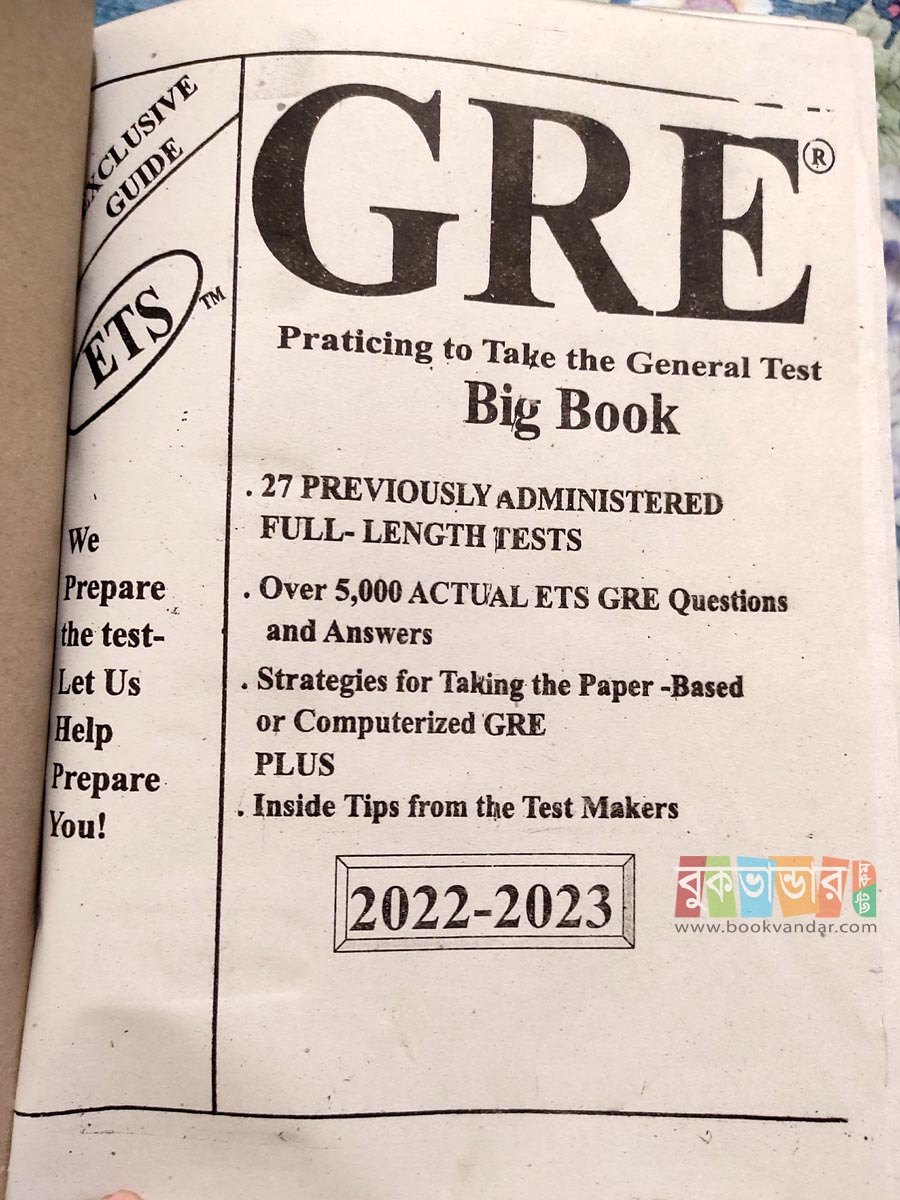 EXCLUSIVE
GUIDE
ETS™
We
Prepare
the test-
Let Us
Help
Prepare
You!
GRE®
Praticing to Take the General Test
Big Book
. 27 PREVIOUSLY ADMINISTERED
FULL- LENGTH TESTS
. Over 5,000 ACTUAL ETS GRE Questions
and Answers
. Strategies for Taking the Paper -Based
or Computerized GRE
PLUS
. Inside Tips from the Test Makers
2022-2023
বুকভান্ডার
ডট কম
www.bookvandar.com